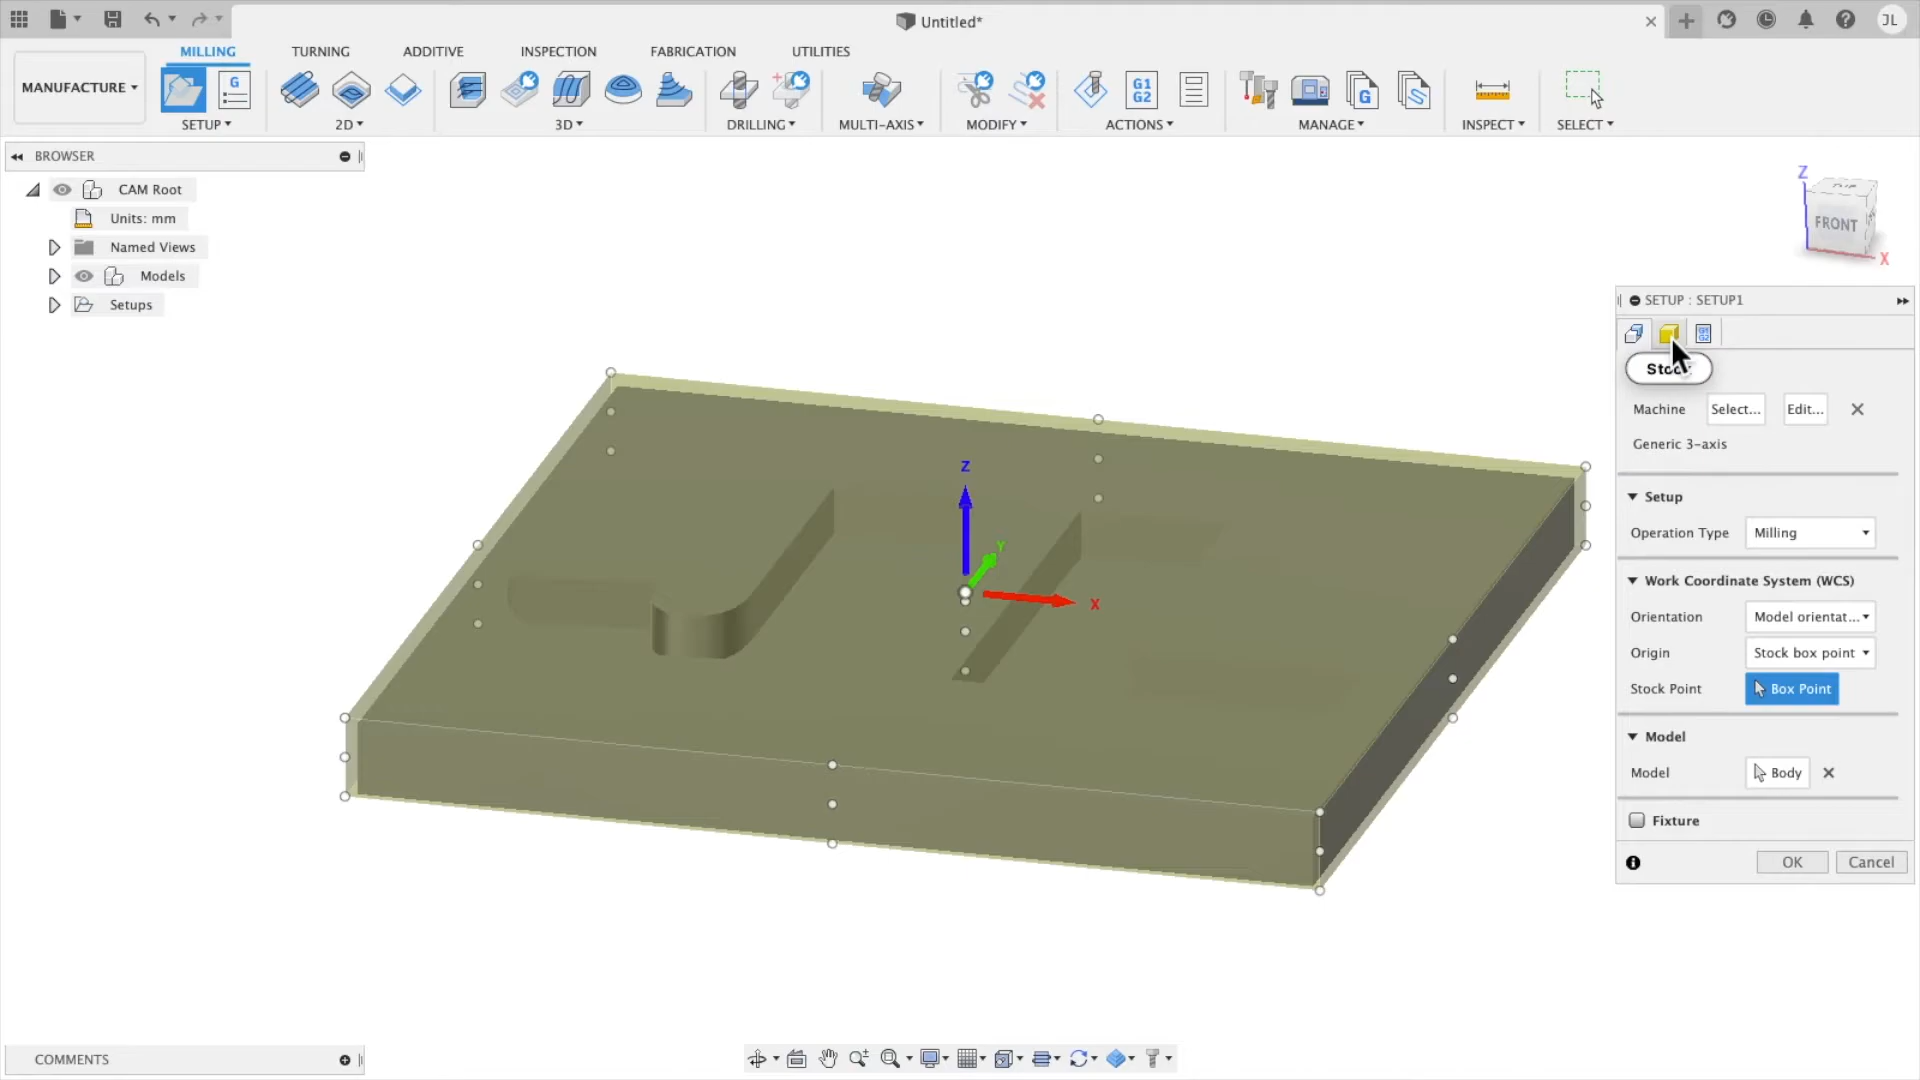 Untitled*
JL
MANUFACTURE
MILLING
TURNING
ADDITIVE
INSPECTION
FABRICATION
UTILITIES
G
G1
G2
G
SETUP
2D
3D
DRILLING
MULTI-AXIS
MODIFY
ACTIONS
MANAGE
INSPECT
SELECT
BROWSER
CAM Root
Units: mm
Named Views
Models
Setups
Z
FRONT
X
Z
Y
X
SETUP : SETUP1
Machine
Select...
Edit...
Generic 3-axis
Setup
Operation Type
Milling
Work Coordinate System (WCS)
Orientation
Model orientat...
Origin
Stock box point
Stock Point
Box Point
Model
Model
Body
Fixture
OK
Cancel
COMMENTS